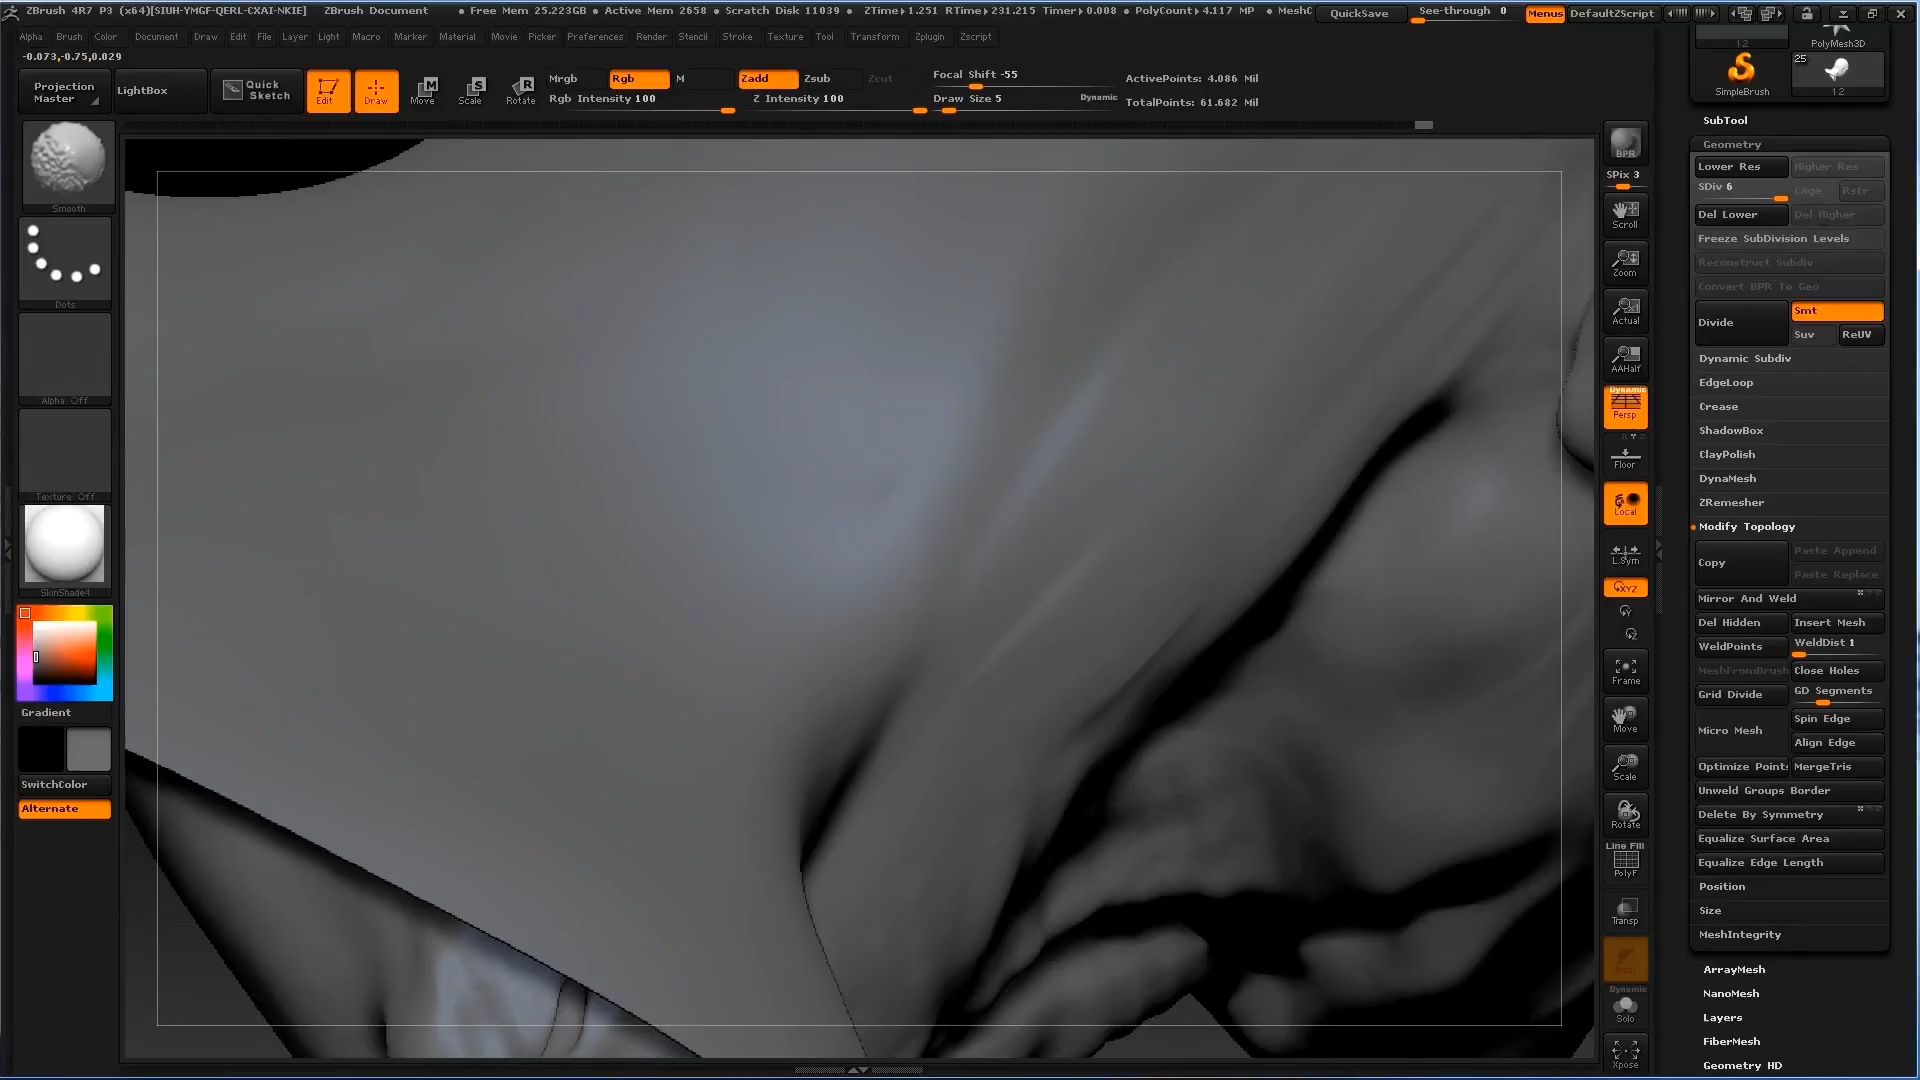 ZBrush 4R7 P3 (x64)[SIUH-YMGF-QERL-CXAI-NKIE] ZBrush Document • Free Mem 25.223GB • Active Mem 2658 • Scratch Disk 11039 • ZTime 1.251 RTime 231.215 Timer 0.008 • PolyCount 4.117 MP • MeshC QuickSave See-through 0 Menus DefaultZScript
Alpha Brush Color Document Draw Edit File Layer Light Macro Marker Material Movie Picker Preferences Render Stencil Stroke Texture Tool Transform Zplugin Zscript
-0.073,-0.75,0.029
Projection Master
LightBox
Quick Sketch
Edit
Draw
Move
Scale
Rotate
Mrgb Rgb M
Rgb Intensity 100
Zadd Zsub Zcut
Z Intensity 100
Focal Shift -55
Draw Size 5 Dynamic
ActivePoints: 4.086 Mil
TotalPoints: 61.682 Mil
Smooth
Dots
Alpha Off
Texture Off
SkinShade4
Gradient
SwitchColor
Alternate
BPR
SPix 3
Scroll
Zoom
Actual
AAHalf
Dynamic
Persp
Floor
Local
L.Sym
XYZ
Frame
Move
Scale
Rotate
Line Fill
PolyF
Transp
Dynamic
Solo
Xpose
12 PolyMesh3D
25
SimpleBrush 12
SubTool
Geometry
Lower Res Higher Res
SDiv 6 Cage Rstr
Del Lower Del Higher
Freeze SubDivision Levels
Reconstruct Subdiv
Convert BPR To Geo
Divide Smt
Suv ReUV
Dynamic Subdiv
EdgeLoop
Crease
ShadowBox
ClayPolish
DynaMesh
ZRemesher
Modify Topology
Copy Paste Append
Paste Replace
Mirror And Weld
Del Hidden Insert Mesh
WeldPoints WeldDist 1
MeshFromBrush Close Holes
Grid Divide GD Segments
Micro Mesh Spin Edge
Align Edge
Optimize Points MergeTris
Unweld Groups Border
Delete By Symmetry
Equalize Surface Area
Equalize Edge Length
Position
Size
MeshIntegrity
ArrayMesh
NanoMesh
Layers
FiberMesh
Geometry HD